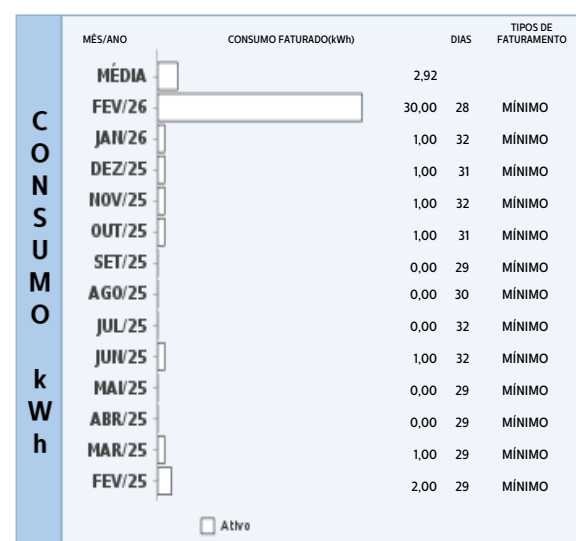 MÊS/ANO CONSUMO FATURADO(kWh) DIAS TIPOS DE FATURAMENTO
MÉDIA 2,92
FEV/26 30,00 28 MÍNIMO
JAN/26 1,00 32 MÍNIMO
DEZ/25 1,00 31 MÍNIMO
NOV/25 1,00 32 MÍNIMO
OUT/25 1,00 31 MÍNIMO
SET/25 0,00 29 MÍNIMO
AGO/25 0,00 30 MÍNIMO
JUL/25 0,00 32 MÍNIMO
JUN/25 1,00 32 MÍNIMO
MAI/25 0,00 29 MÍNIMO
ABR/25 0,00 29 MÍNIMO
MAR/25 1,00 29 MÍNIMO
FEV/25 2,00 29 MÍNIMO
Ativo
CONSUMO kWh